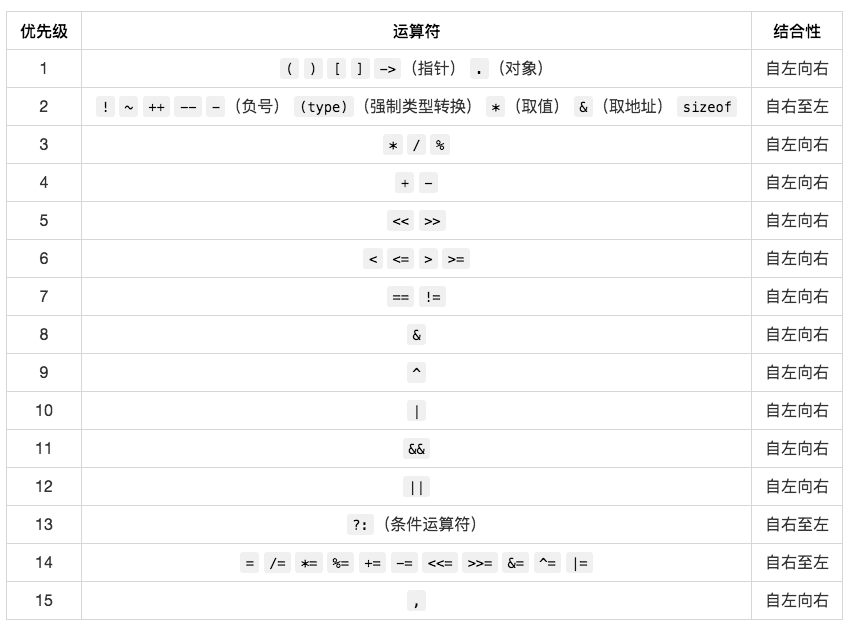 优先级 运算符 结合性
1 ( ) [ ] -> （指针） . （对象） 自左向右
2 ! ~ ++ -- - （负号） (type) （强制类型转换） * （取值） & （取地址） sizeof 自右至左
3 * / % 自左向右
4 + - 自左向右
5 << >> 自左向右
6 < <= > >= 自左向右
7 == != 自左向右
8 & 自左向右
9 ^ 自左向右
10 | 自左向右
11 && 自左向右
12 || 自左向右
13 ?: （条件运算符） 自右至左
14 = /= *= %= += -= <<= >>= &= ^= |= 自右至左
15 , 自左向右